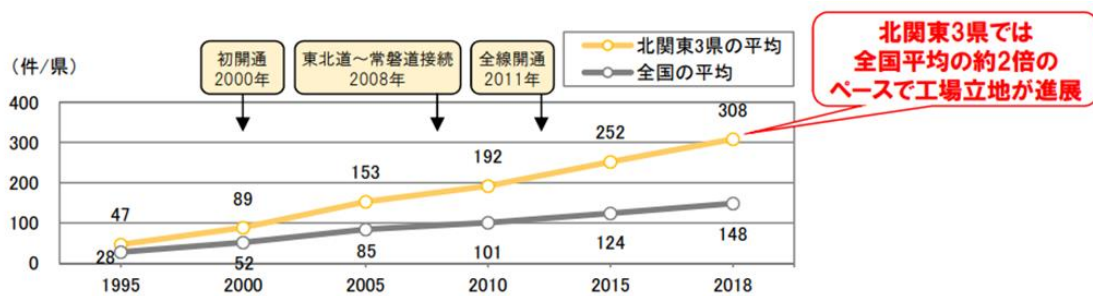 北関東3県では
全国平均の約2倍の
ペースで工場立地が進展
初開通
2000年
東北道～常磐道接続
2008年
全線開通
2011年
北関東3県の平均
全国の平均
(件/県)
400
300
200
100
0
47
89
153
192
252
308
28
52
85
101
124
148
1995
2000
2005
2010
2015
2018